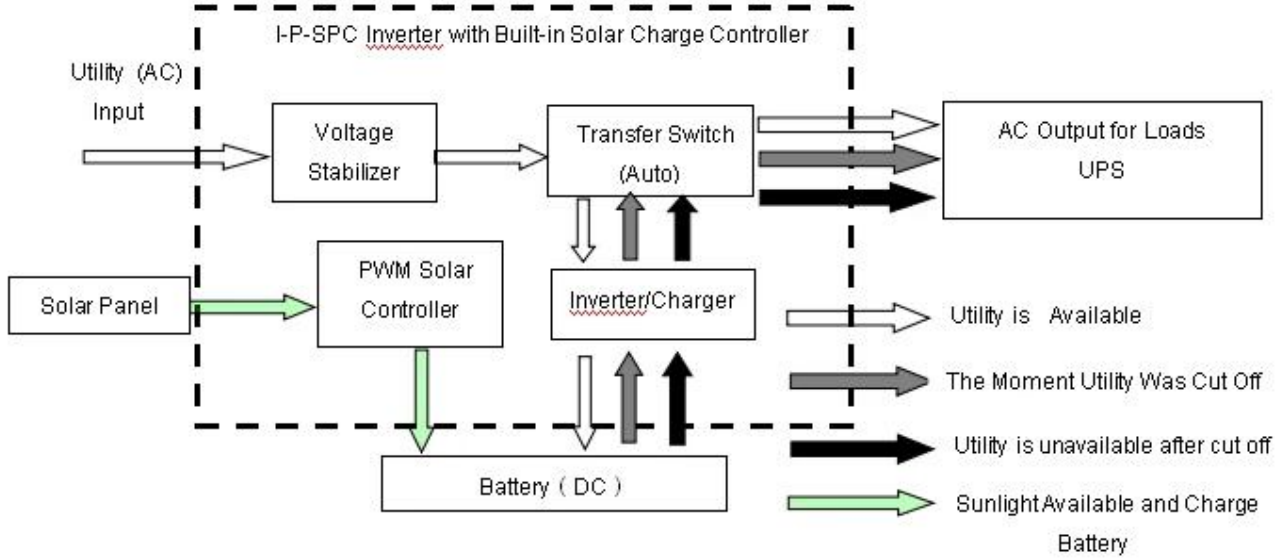 I-P-SPC Inverter with Built-in Solar Charge Controller
Utility (AC)
Input
Voltage
Stabilizer
Transfer Switch
(Auto)
AC Output for Loads
UPS
Solar Panel
PWM Solar
Controller
Inverter/Charger
Battery ( DC )
Utility is Available
The Moment Utility Was Cut Off
Utility is unavailable after cut off
Sunlight Available and Charge
Battery